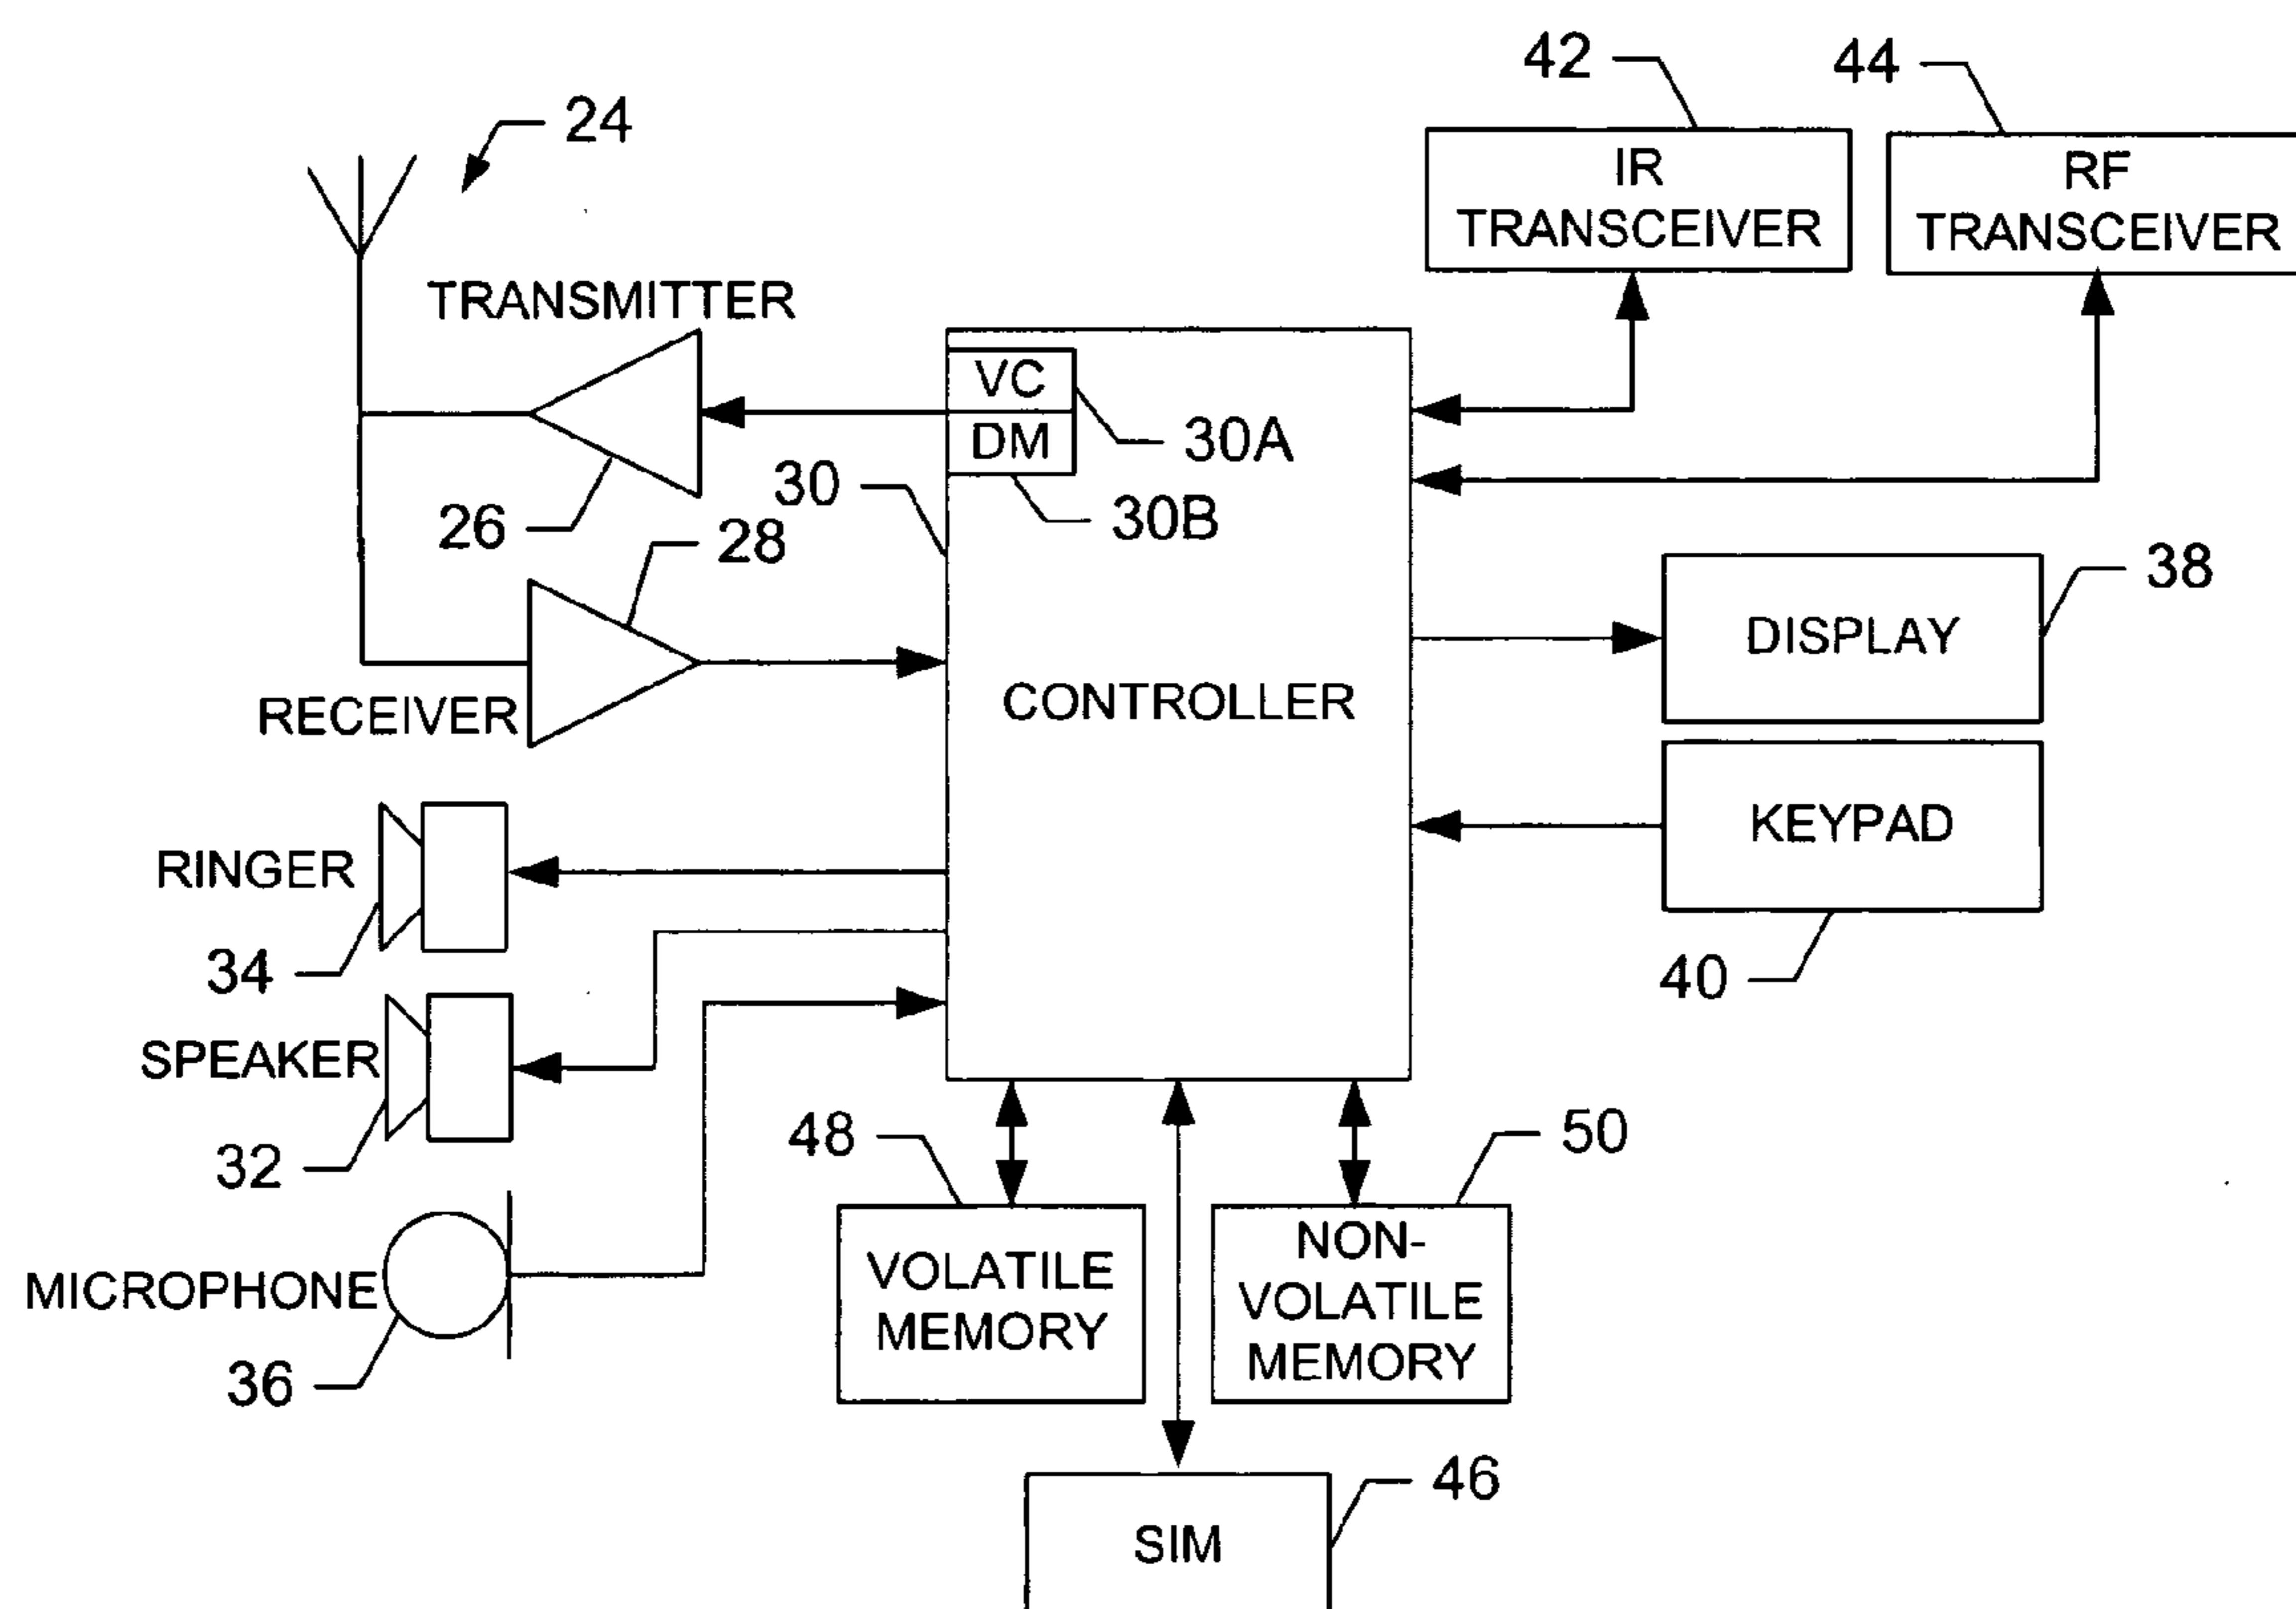 42
44
24
IR
TRANSCEIVER
RF
TRANSCEIVER
TRANSMITTER
VC
DM
30A
30
30B
26
28
38
DISPLAY
CONTROLLER
RECEIVER
KEYPAD
RINGER
34
40
SPEAKER
32
48
50
VOLATILE
MEMORY
NON-
VOLATILE
MEMORY
MICROPHONE
36
46
SIM